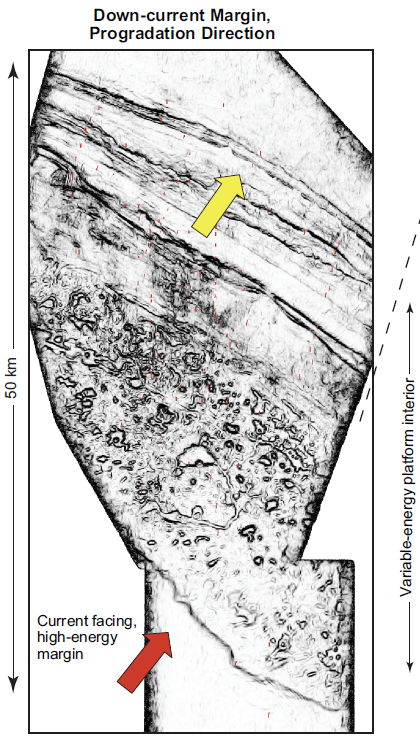 Down-current Margin,
Progradation Direction
50 km
Variable-energy platform interior
Current facing,
high-energy
margin